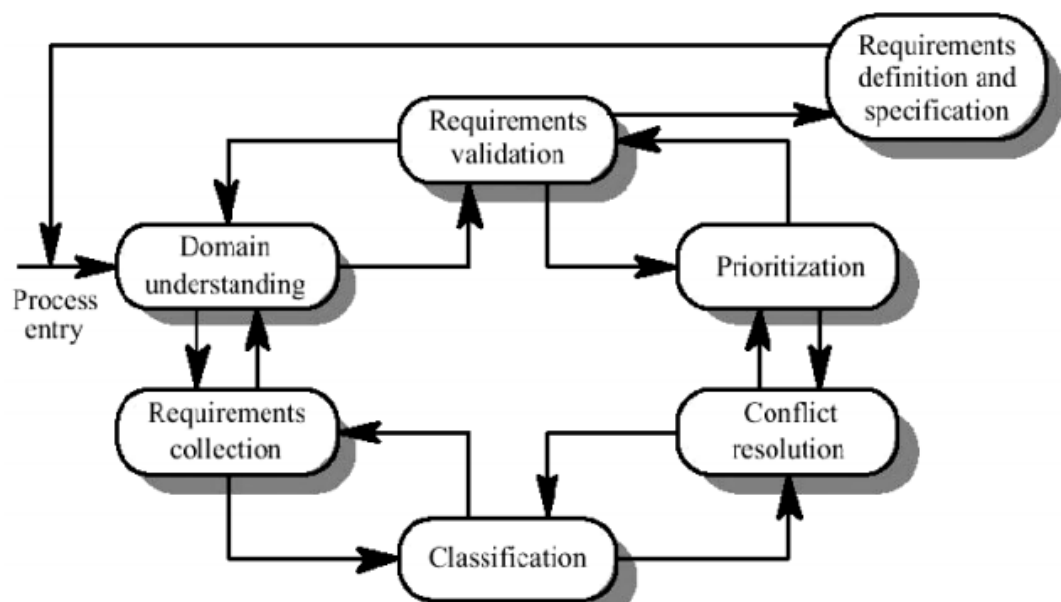 Requirements
definition and
specification
Requirements
validation
Domain
understanding
Prioritization
Process
entry
Requirements
collection
Conflict
resolution
Classification